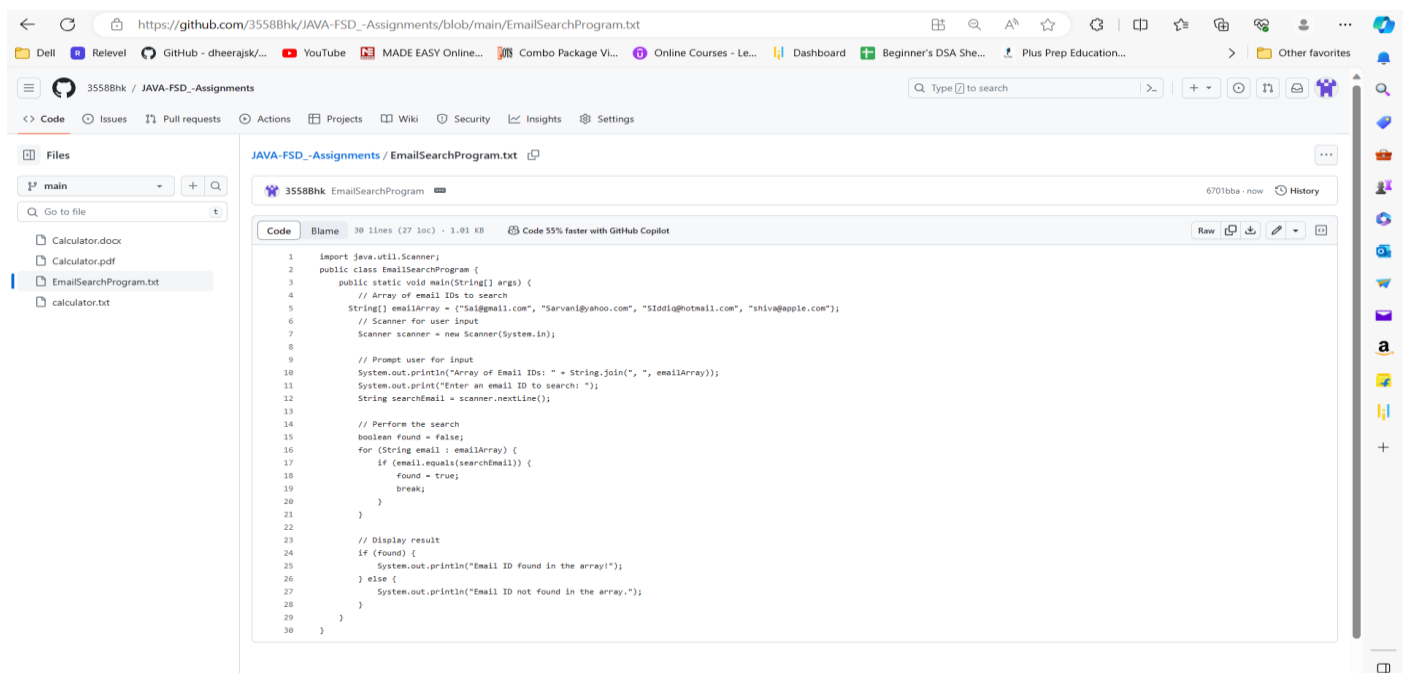 https://github.com/3558Bhk/JAVA-FSD_-Assignments/blob/main/EmailSearchProgram.txt
Dell Relevel GitHub - dheerajsk/... YouTube MADE EASY Online... Combo Package Vi... Online Courses - Le... Dashboard Beginner's DSA She... Plus Prep Education... Other favorites
3558Bhk / JAVA-FSD_-Assignments Type / to search
<> Code Issues Pull requests Actions Projects Wiki Security Insights Settings
Files
JAVA-FSD_-Assignments / EmailSearchProgram.txt
main
3558Bhk EmailSearchProgram 6701bba · now History
Go to file t
Code Blame 30 lines (27 loc) · 1.01 KB Code 55% faster with GitHub Copilot Raw
Calculator.docx
Calculator.pdf
EmailSearchProgram.txt
calculator.txt
1 import java.util.Scanner;
2 public class EmailSearchProgram {
3 public static void main(String[] args) {
4 // Array of email IDs to search
5 String[] emailArray = {"Sai@gmail.com", "Sarvani@yahoo.com", "SIddiq@hotmail.com", "shiva@apple.com"};
6 // Scanner for user input
7 Scanner scanner = new Scanner(System.in);
8
9 // Prompt user for input
10 System.out.println("Array of Email IDs: " + String.join(", ", emailArray));
11 System.out.print("Enter an email ID to search: ");
12 String searchEmail = scanner.nextLine();
13
14 // Perform the search
15 boolean found = false;
16 for (String email : emailArray) {
17 if (email.equals(searchEmail)) {
18 found = true;
19 break;
20 }
21 }
22
23 // Display result
24 if (found) {
25 System.out.println("Email ID found in the array!");
26 } else {
27 System.out.println("Email ID not found in the array.");
28 }
29 }
30 }